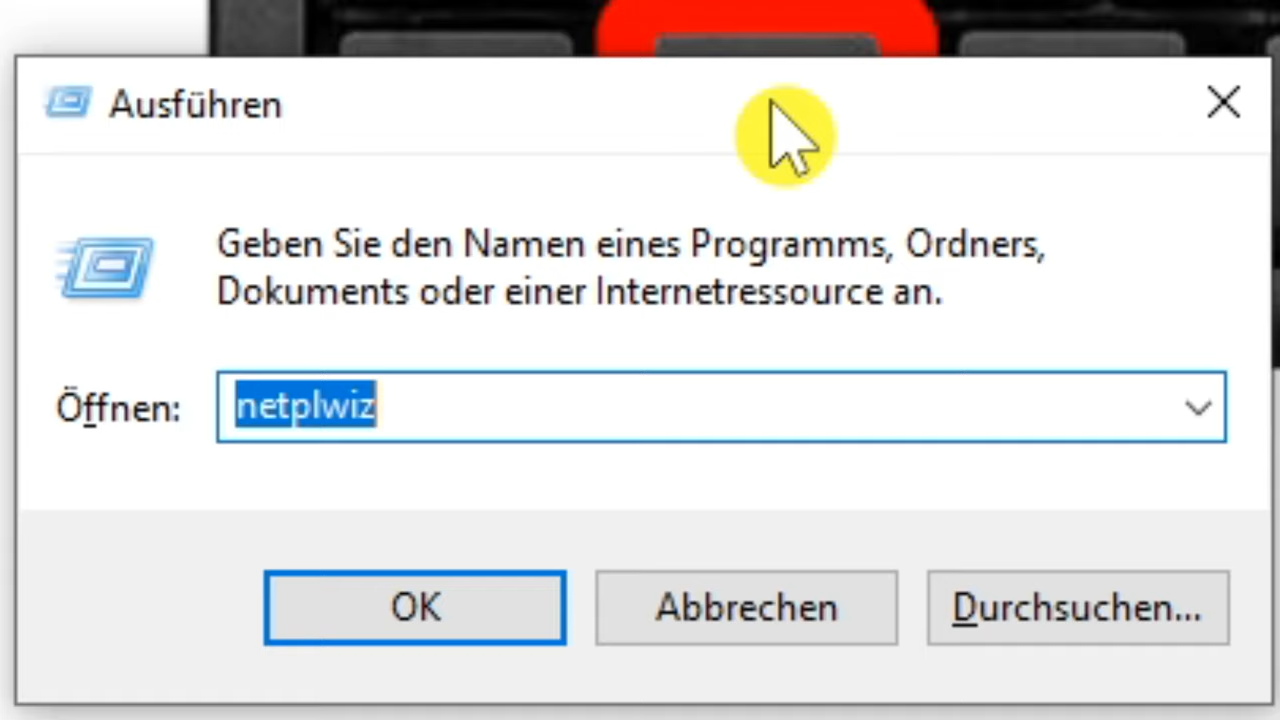 Ausführen
Geben Sie den Namen eines Programms, Ordners,
Dokuments oder einer Internetressource an.
Öffnen: netplwiz
OK Abbrechen Durchsuchen...